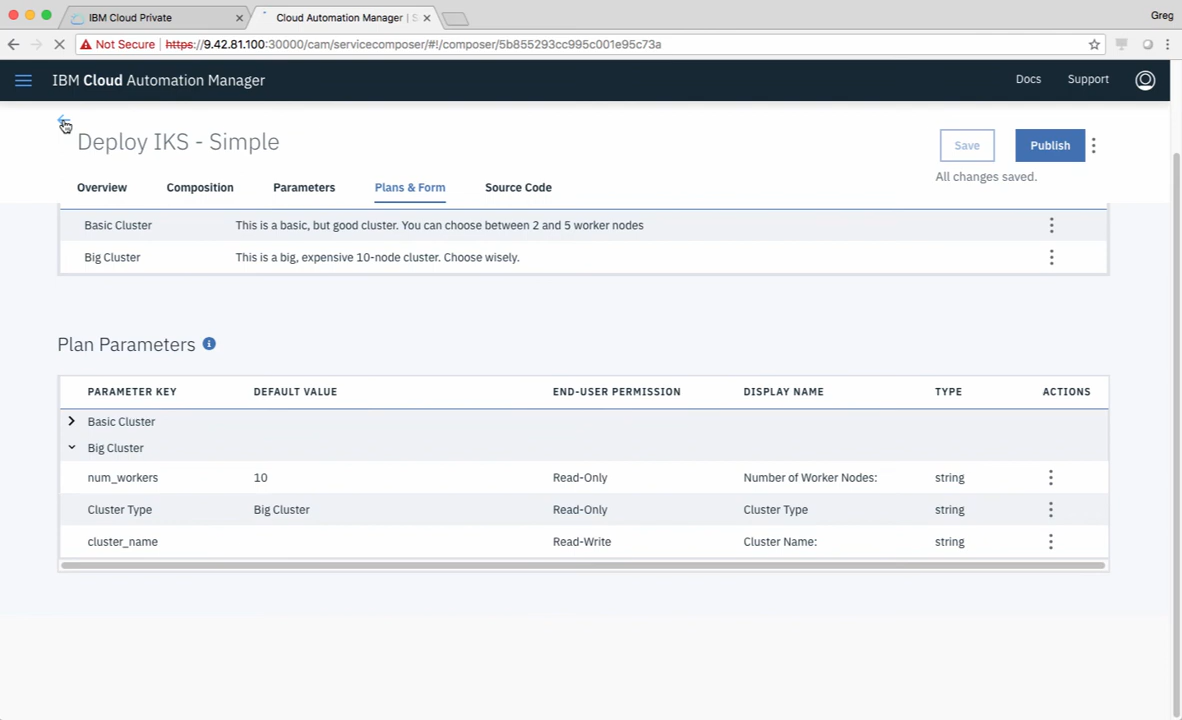 IBM Cloud Private
Cloud Automation Manager | S
Greg
Not Secure https://9.42.81.100:30000/cam/servicecomposer/#!/composer/5b855293cc995c001e95c73a
IBM Cloud Automation Manager
Docs Support
Deploy IKS - Simple
Save Publish
All changes saved.
Overview Composition Parameters Plans & Form Source Code
Basic Cluster This is a basic, but good cluster. You can choose between 2 and 5 worker nodes
Big Cluster This is a big, expensive 10-node cluster. Choose wisely.
Plan Parameters
PARAMETER KEY DEFAULT VALUE END-USER PERMISSION DISPLAY NAME TYPE ACTIONS
Basic Cluster
Big Cluster
num_workers 10 Read-Only Number of Worker Nodes: string
Cluster Type Big Cluster Read-Only Cluster Type string
cluster_name Read-Write Cluster Name: string